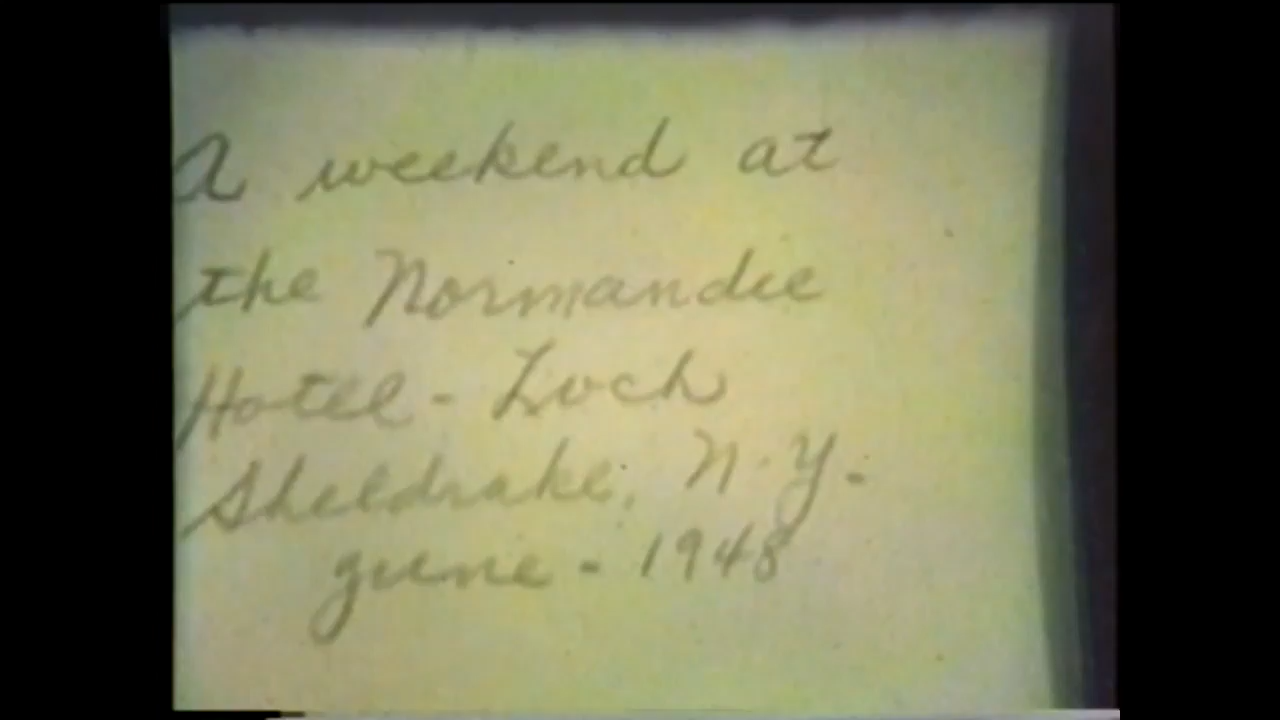 A weekend at
the Normandie
Hotel - Loch
Sheldrake, N.Y.
June - 1948